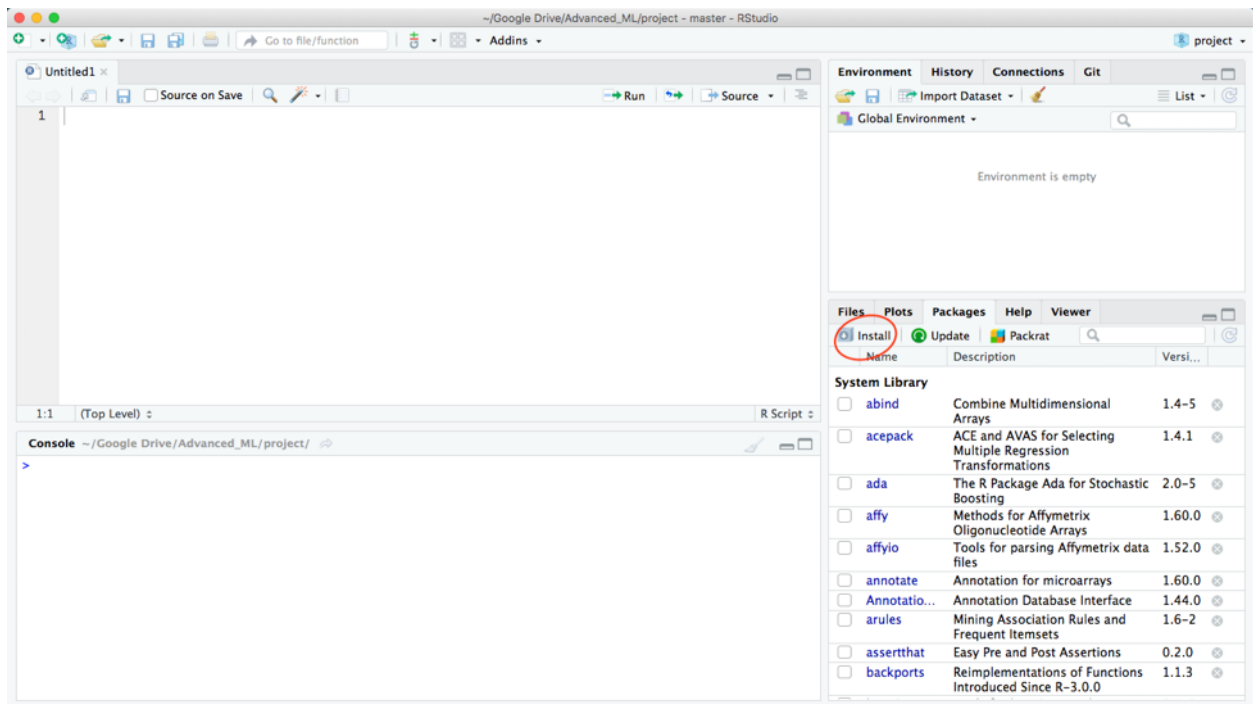 ~/Google Drive/Advanced_ML/project - master - RStudio
Go to file/function
Addins
project
Untitled1
Source on Save
Run
Source
1
1:1
(Top Level)
R Script
Console ~/Google Drive/Advanced_ML/project/
>
Environment History Connections Git
Import Dataset
List
Global Environment
Environment is empty
Files Plots Packages Help Viewer
Install Update Packrat
Name Description Versi...
System Library
abind Combine Multidimensional 1.4-5
Arrays
acepack ACE and AVAS for Selecting 1.4.1
Multiple Regression
Transformations
ada The R Package Ada for Stochastic 2.0-5
Boosting
affy Methods for Affymetrix 1.60.0
Oligonucleotide Arrays
affyio Tools for parsing Affymetrix data 1.52.0
files
annotate Annotation for microarrays 1.60.0
Annotatio... Annotation Database Interface 1.44.0
arules Mining Association Rules and 1.6-2
Frequent Itemsets
assertthat Easy Pre and Post Assertions 0.2.0
backports Reimplementations of Functions 1.1.3
Introduced Since R-3.0.0